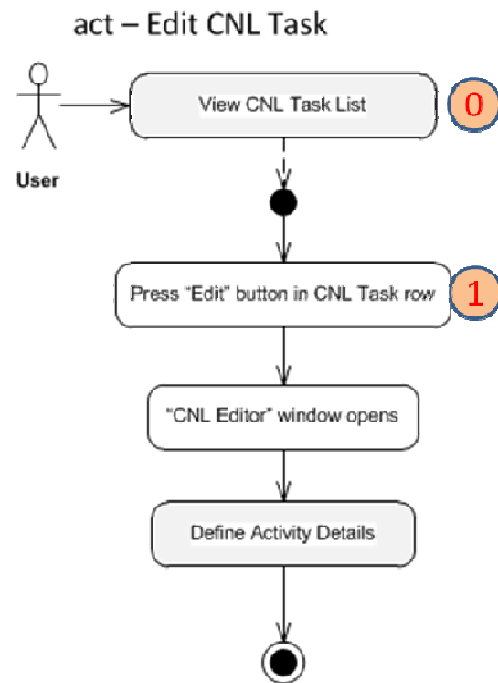 act – Edit CNL Task
View CNL Task List
0
User
Press "Edit" button in CNL Task row
1
"CNL Editor" window opens
Define Activity Details